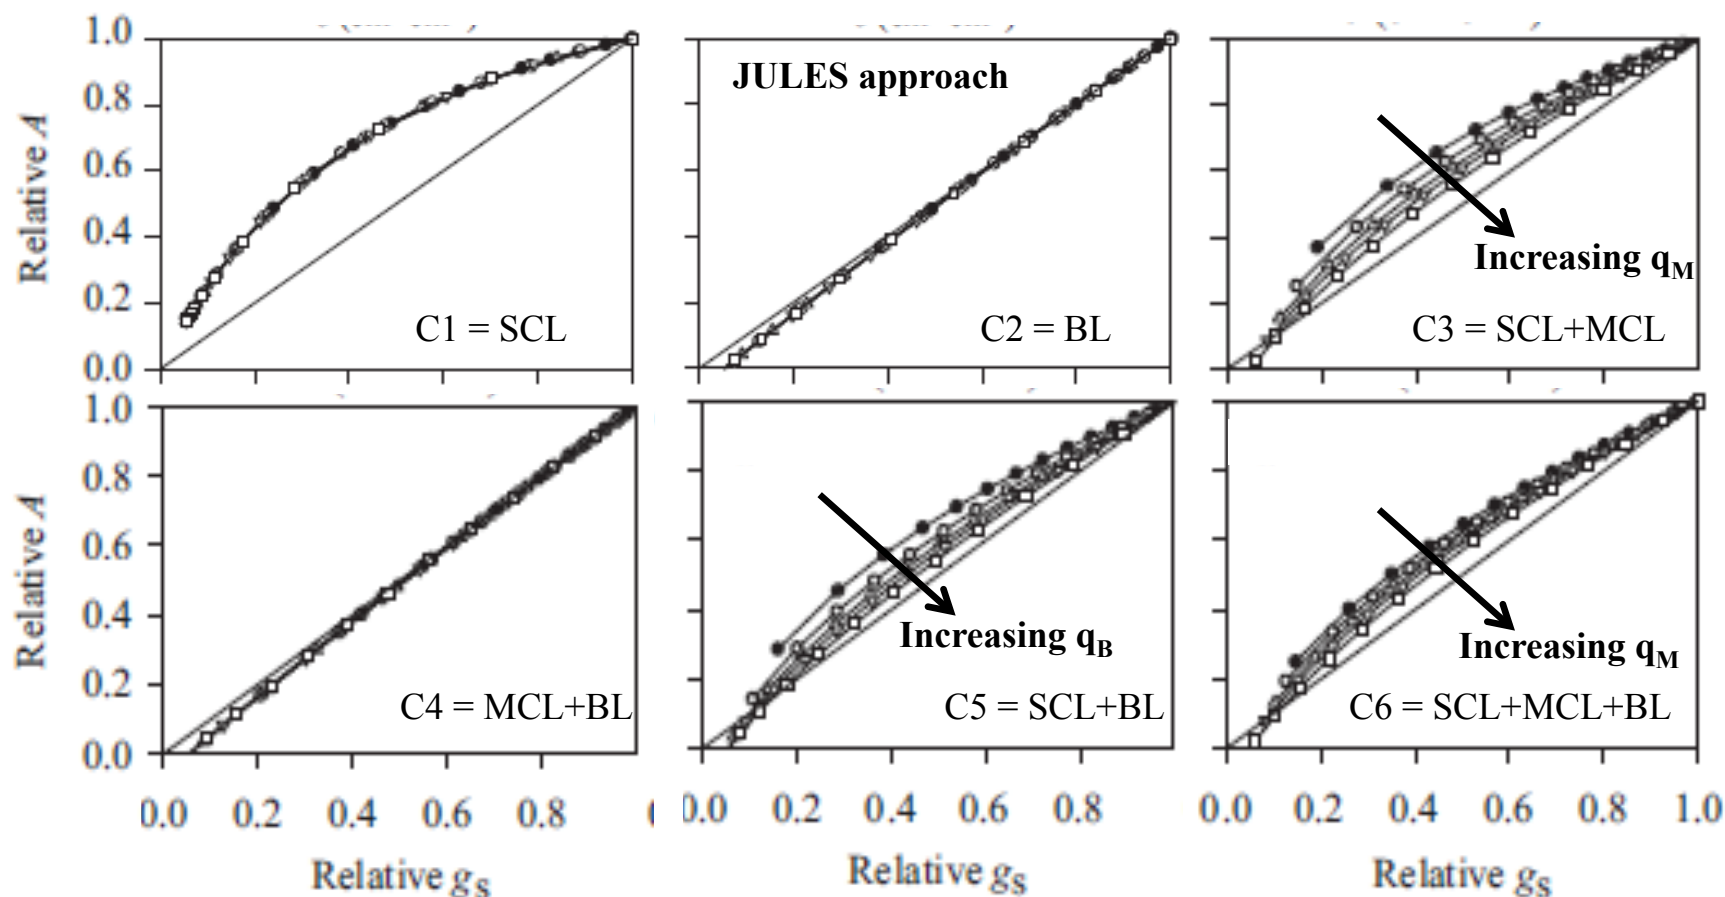 1.0
0.8
0.6
0.4
0.2
0.0
Relative A
C1 = SCL
JULES approach
C2 = BL
Increasing qM
C3 = SCL+MCL
1.0
0.8
0.6
0.4
0.2
0.0
Relative A
C4 = MCL+BL
Increasing qB
C5 = SCL+BL
Increasing qM
C6 = SCL+MCL+BL
0.0 0.2 0.4 0.6 0.8
0.0 0.2 0.4 0.6 0.8
0.0 0.2 0.4 0.6 0.8 1.0
Relative gs
Relative gs
Relative gs